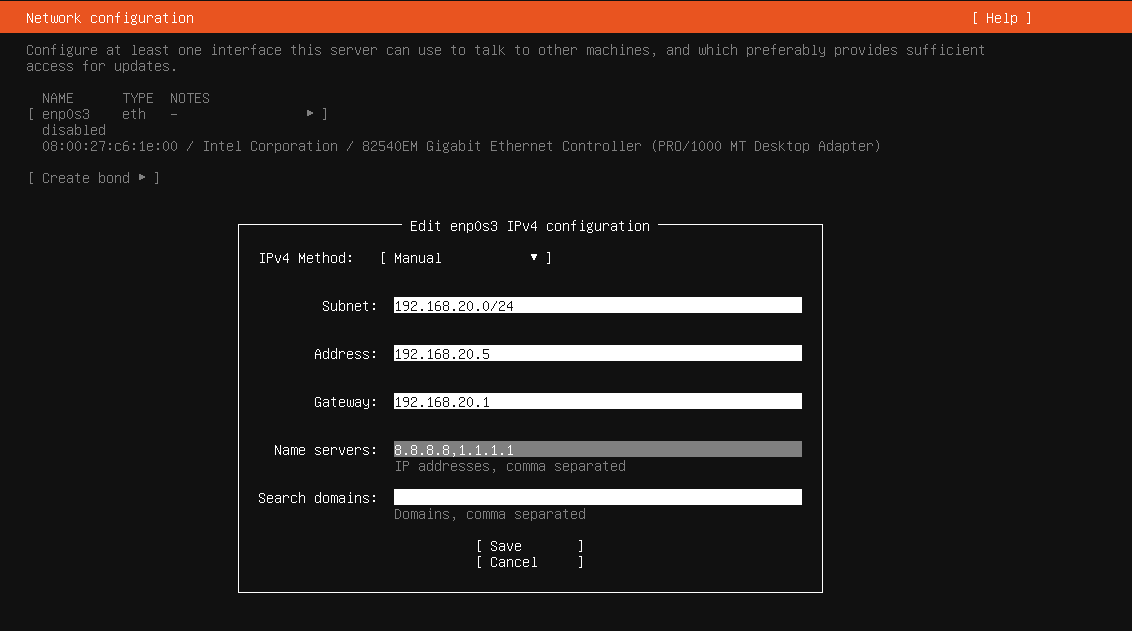 Network configuration [ Help ]
Configure at least one interface this server can use to talk to other machines, and which preferably provides sufficient
access for updates.
NAME TYPE NOTES
[ enp0s3 eth - ▸ ]
disabled
08:00:27:c6:1e:00 / Intel Corporation / 82540EM Gigabit Ethernet Controller (PRO/1000 MT Desktop Adapter)
[ Create bond ▸ ]
Edit enp0s3 IPv4 configuration
IPv4 Method: [ Manual ▾ ]
Subnet: 192.168.20.0/24
Address: 192.168.20.5
Gateway: 192.168.20.1
Name servers: 8.8.8.8,1.1.1.1
IP addresses, comma separated
Search domains:
Domains, comma separated
[ Save ]
[ Cancel ]